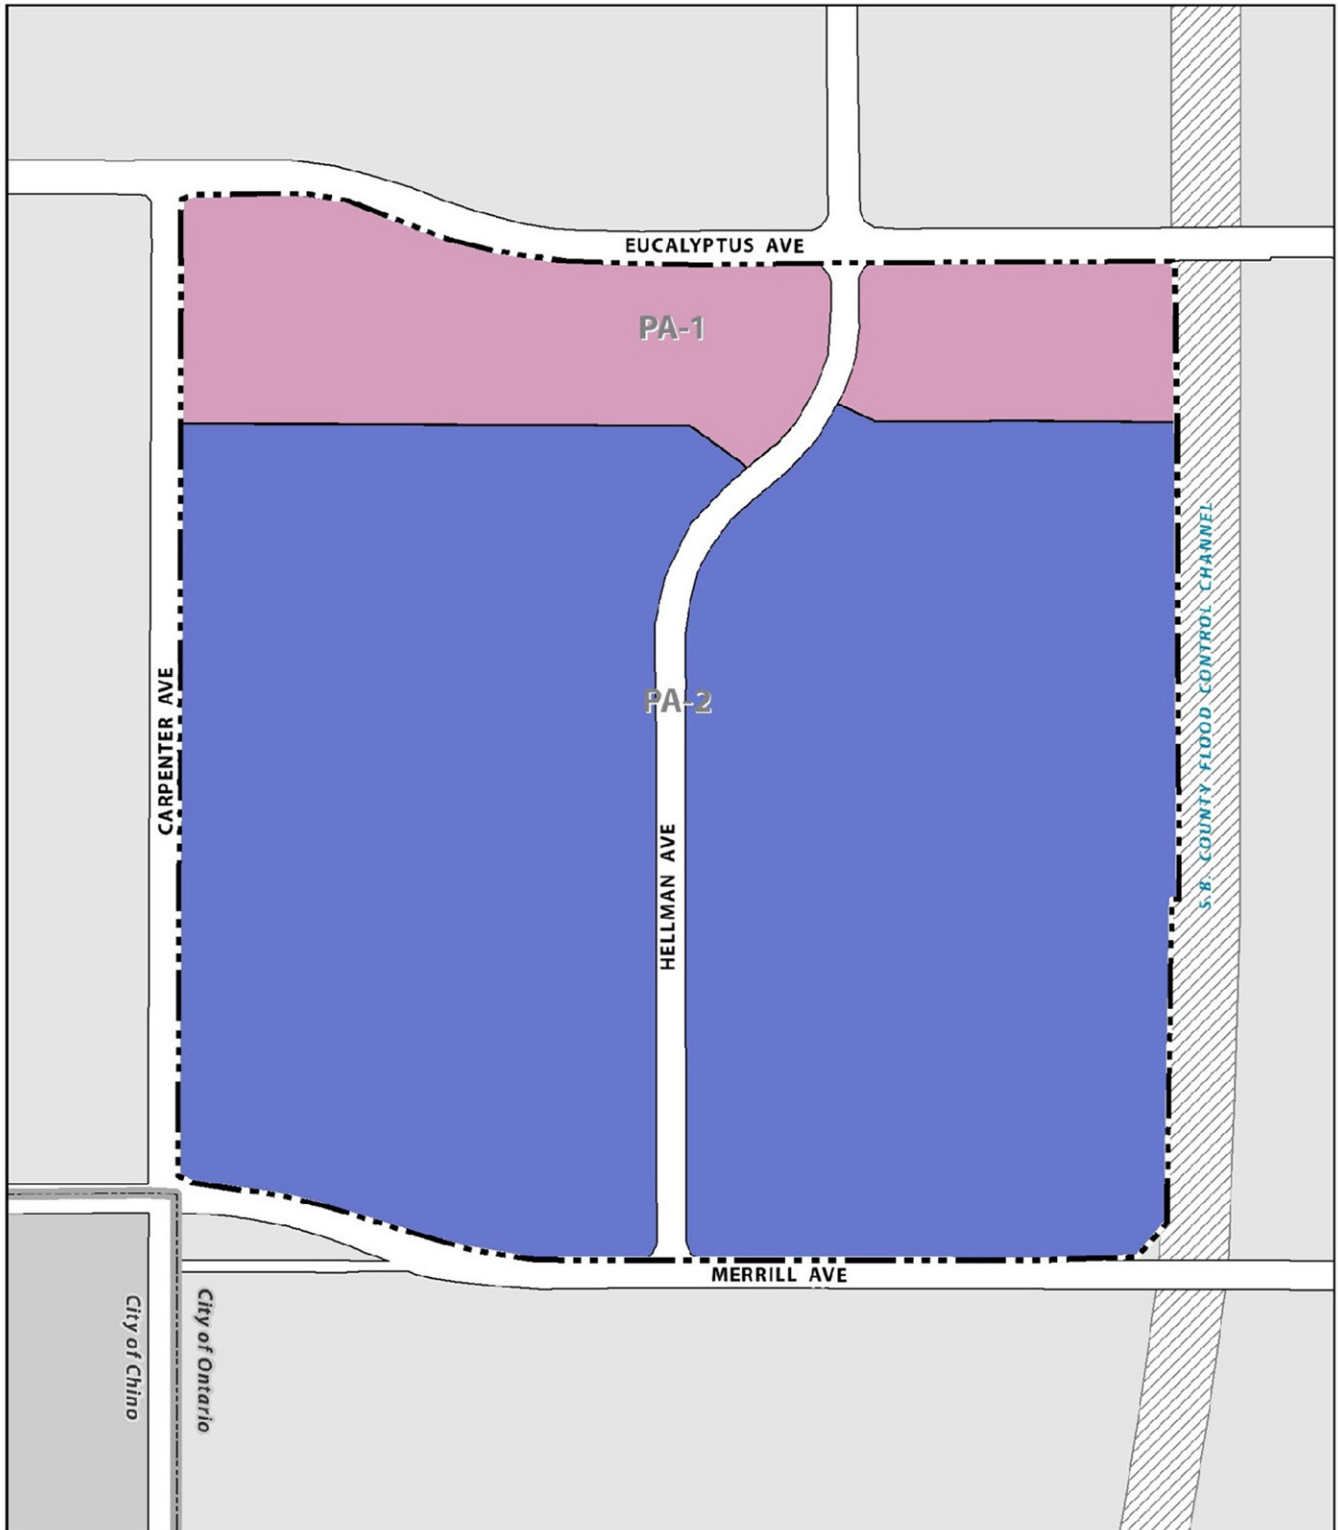 EUCALYPTUS AVE
PA-1
S.B. COUNTY FLOOD CONTROL CHANNEL
CARPENTER AVE
PA-2
HELLMAN AVE
MERRILL AVE
City of Chino
City of Ontario